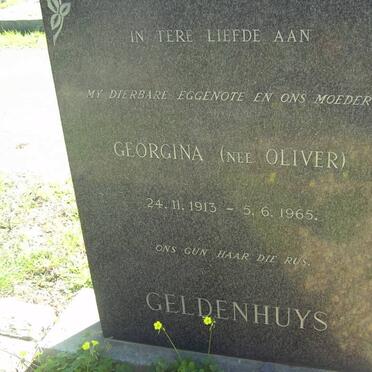 IN TERE LIEFDE AAN
MY DIERBARE EGGENOTE EN ONS MOEDER
GEORGINA (NEE OLIVER)
24. 11. 1913 – 5. 6. 1965.
ONS GUN HAAR DIE RUS.
GELDENHUYS